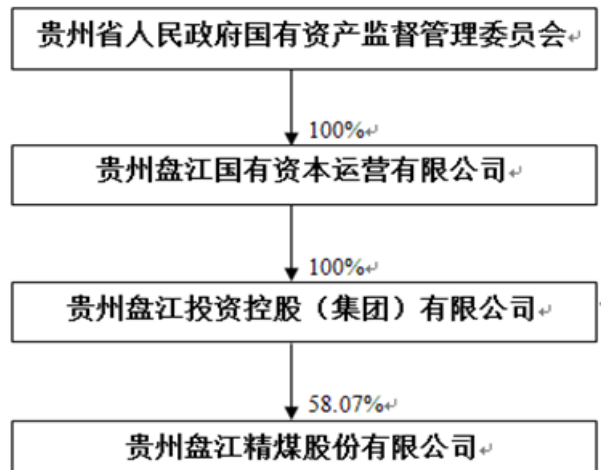 贵州省人民政府国有资产监督管理委员会
100%
贵州盘江国有资本运营有限公司
100%
贵州盘江投资控股（集团）有限公司
58.07%
贵州盘江精煤股份有限公司